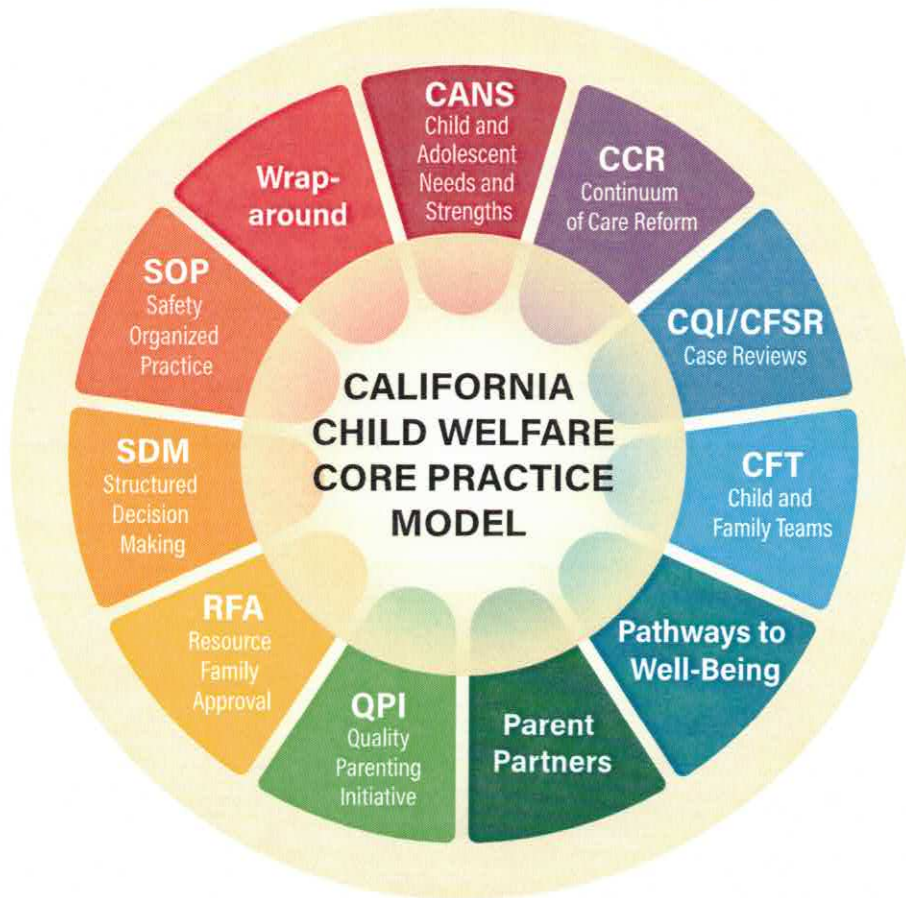 CANS
Child and
Adolescent
Needs and
Strengths
CCR
Continuum
of Care Reform
CQI/CFSR
Case Reviews
CFT
Child and
Family Teams
Pathways to
Well-Being
Parent
Partners
QPI
Quality
Parenting
Initiative
RFA
Resource
Family
Approval
SDM
Structured
Decision
Making
SOP
Safety
Organized
Practice
Wrap-
around
CALIFORNIA
CHILD WELFARE
CORE PRACTICE
MODEL